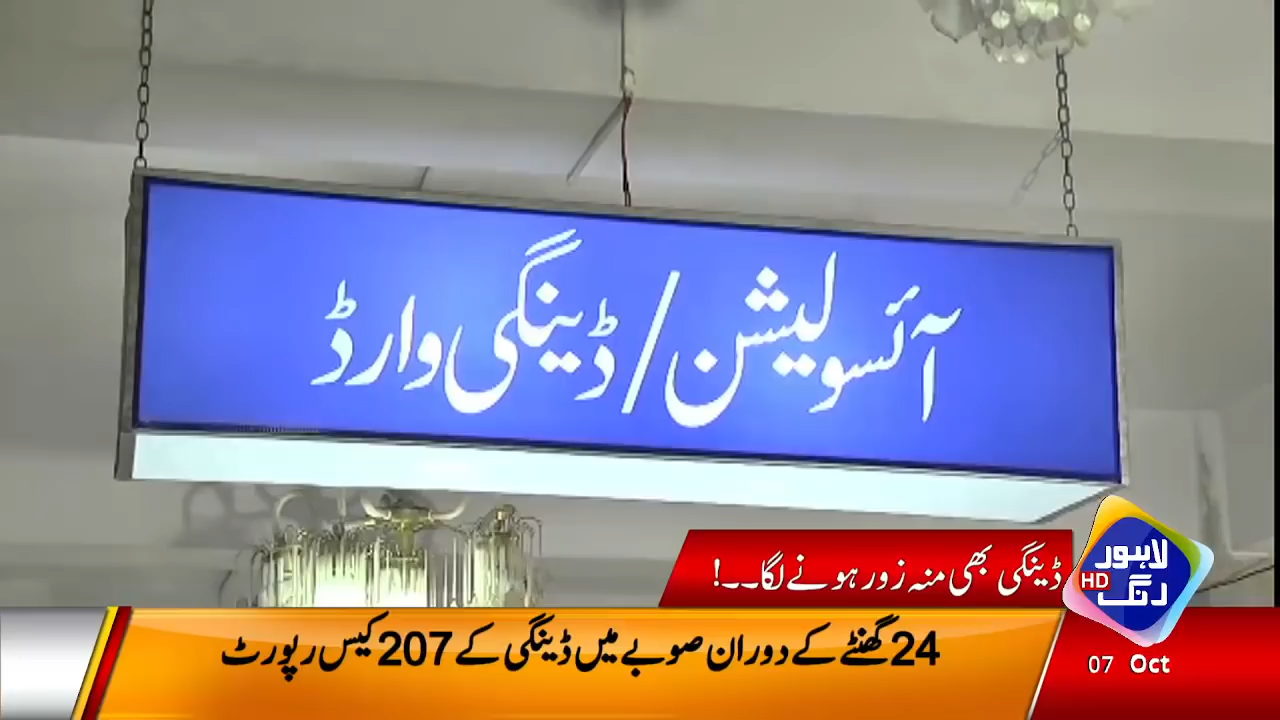 آئسولیشن/ڈینگی وارڈ
ڈینگی بھی منہ زور ہونے لگا۔۔!
لاہور
HD رنگ
24 گھنٹے کے دوران صوبے میں ڈینگی کے 207 کیس رپورٹ
07 Oct